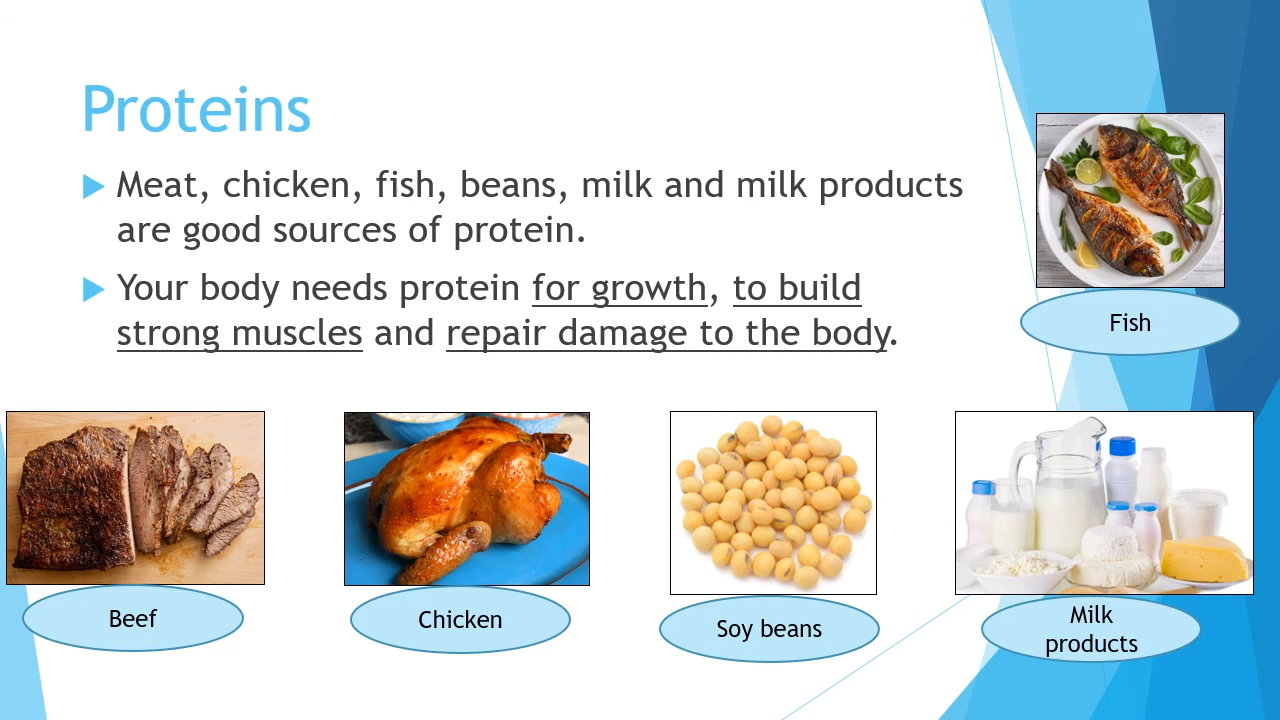 Proteins
Meat, chicken, fish, beans, milk and milk products
are good sources of protein.
Your body needs protein for growth, to build
strong muscles and repair damage to the body.
Fish
Beef
Chicken
Soy beans
Milk
products